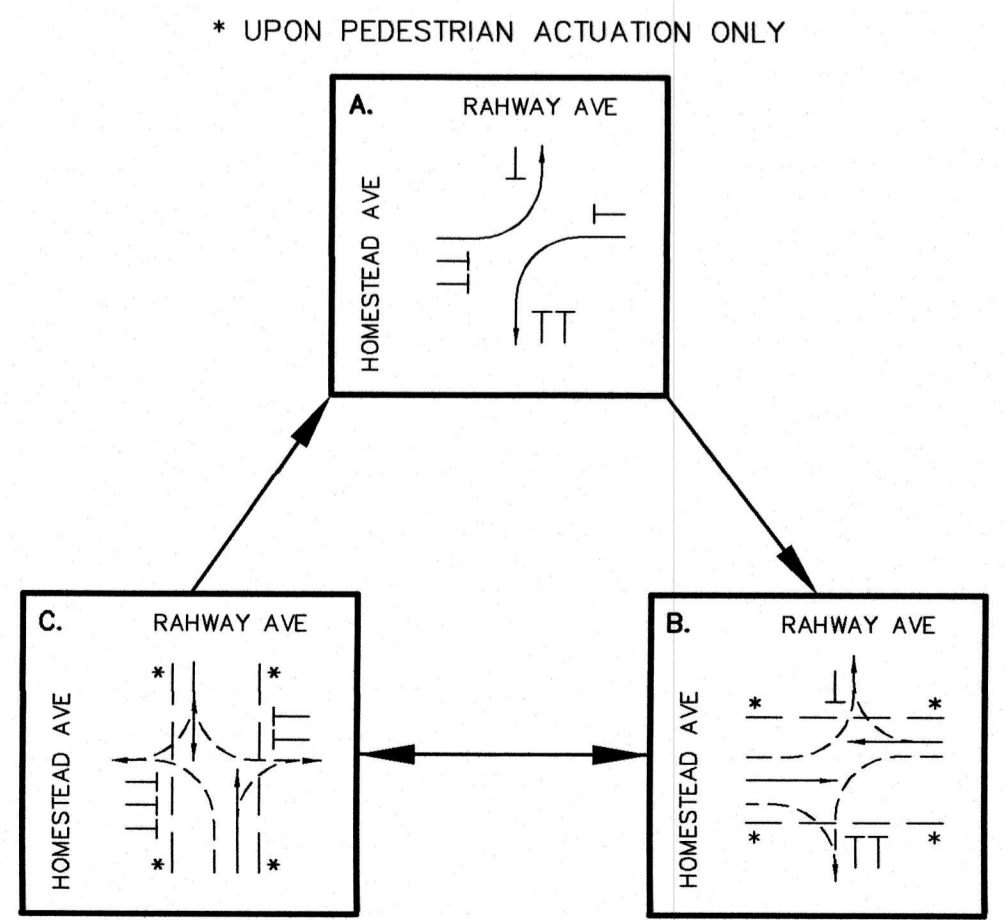 * UPON PEDESTRIAN ACTUATION ONLY
A. RAHWAY AVE
HOMESTEAD AVE
C. RAHWAY AVE
* *
HOMESTEAD AVE
* *
B. RAHWAY AVE
* *
HOMESTEAD AVE
* *